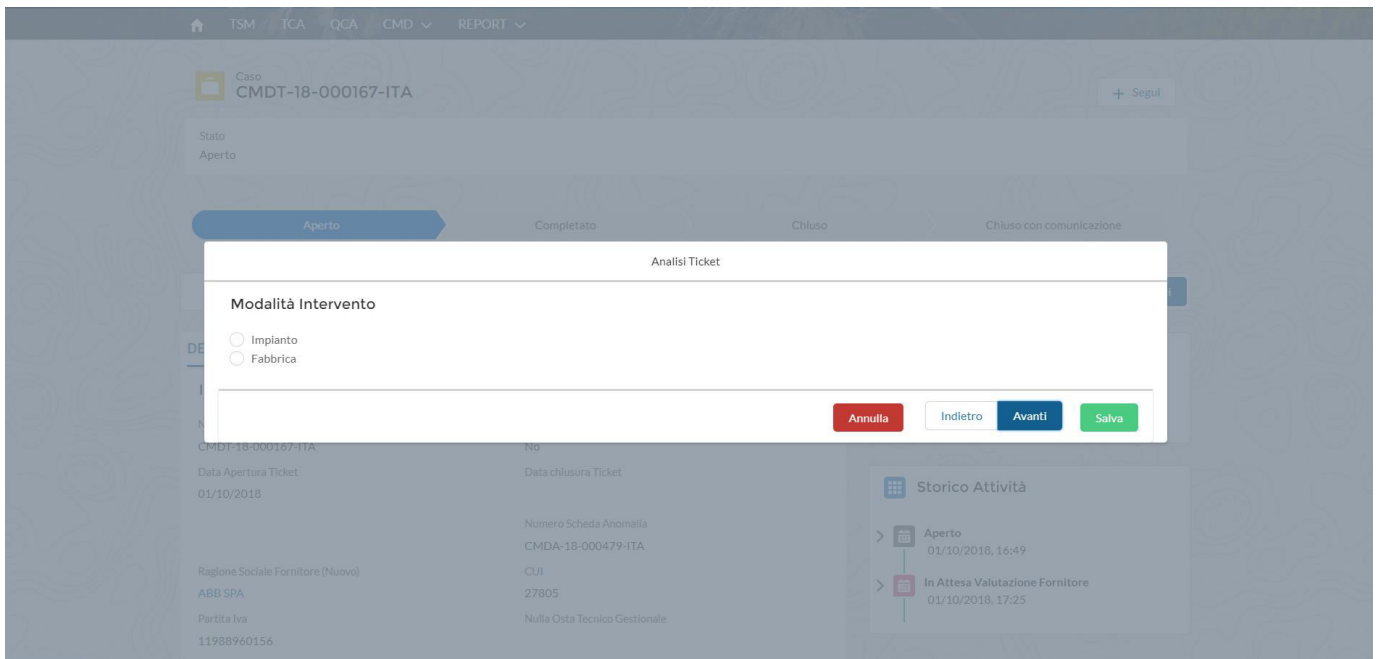 TSM TCA QCA CMD REPORT
Caso
CMDT-18-000167-ITA
+ Segui
Stato
Aperto
Aperto Completato Chiuso Chiuso con comunicazione
Analisi Ticket
Modalità Intervento
DE
Impianto
Fabbrica
Annulla Indietro Avanti Salva
CMDT-18-000167-ITA No
Data Apertura Ticket Data chiusura Ticket
01/10/2018
Storico Attività
Numero Scheda Anomalia
CMDA-18-000479-ITA
Aperto
01/10/2018, 16:49
Ragione Sociale Fornitore (Nuovo) CUI
ABB SPA 27805
In Attesa Valutazione Fornitore
01/10/2018, 17:25
Partita Iva Nulla Osta Tecnico Gestionale
11988960156